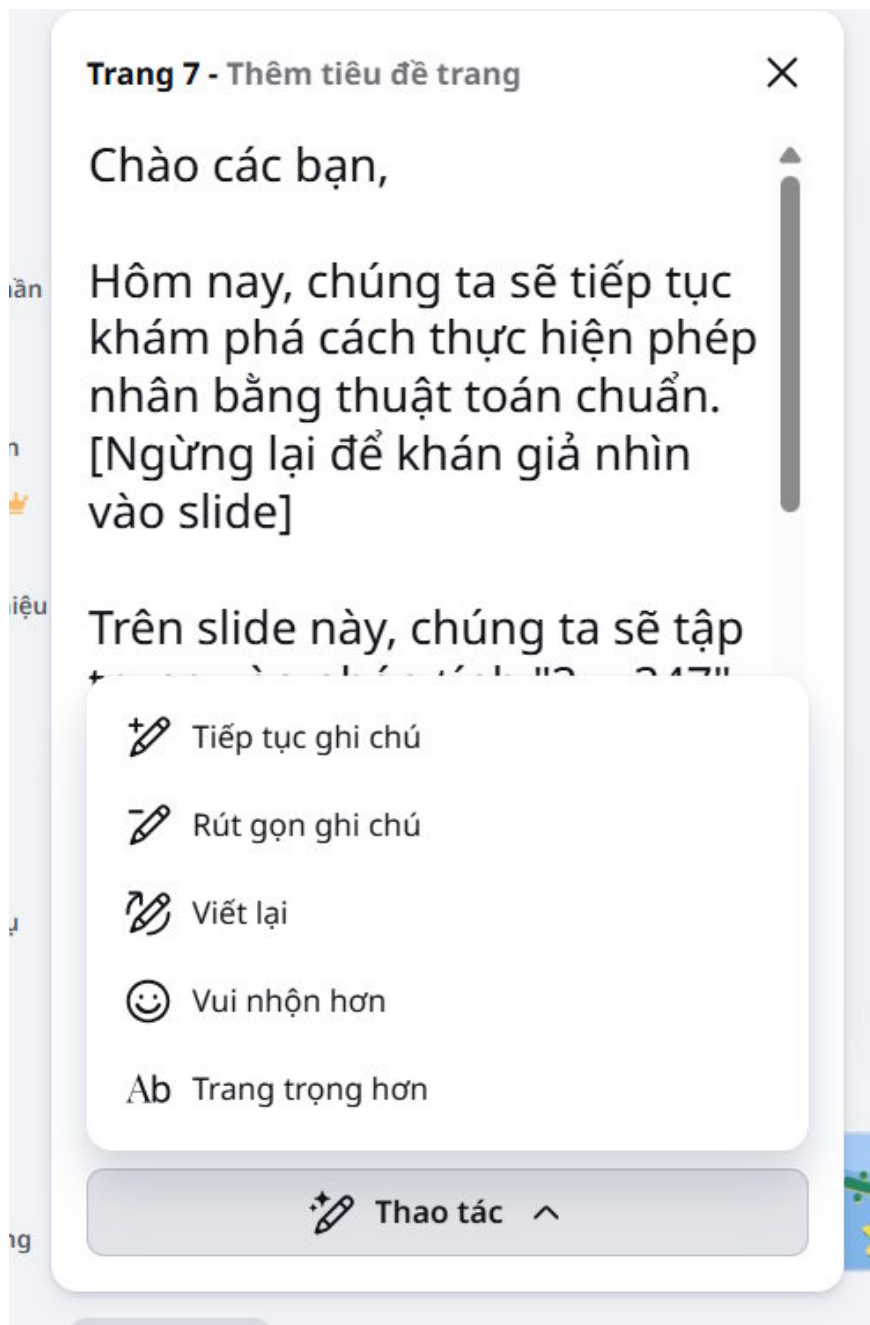 Trang 7 - Thêm tiêu đề trang
Chào các bạn,
Hôm nay, chúng ta sẽ tiếp tục
khám phá cách thực hiện phép
nhân bằng thuật toán chuẩn.
[Ngừng lại để khán giả nhìn
vào slide]
Trên slide này, chúng ta sẽ tập
Tiếp tục ghi chú
Rút gọn ghi chú
Viết lại
Vui nhộn hơn
Ab Trang trọng hơn
Thao tác